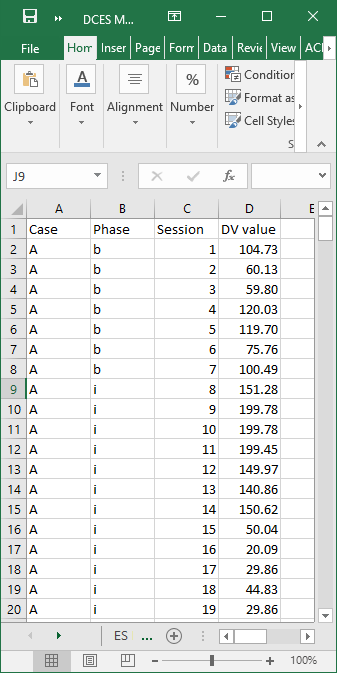 DCES M...
File Hom Inser Page Form Data Revie View ACI
Clipboard Font Alignment Number
%
Condition
Format as
Cell Styles
S
J9 fx
A B C D E
1 Case Phase Session DV value
2 A b 1 104.73
3 A b 2 60.13
4 A b 3 59.80
5 A b 4 120.03
6 A b 5 119.70
7 A b 6 75.76
8 A b 7 100.49
9 A i 8 151.28
10 A i 9 199.78
11 A i 10 199.78
12 A i 11 199.45
13 A i 12 149.97
14 A i 13 140.86
15 A i 14 150.62
16 A i 15 50.04
17 A i 16 20.09
18 A i 17 29.86
19 A i 18 44.83
20 A i 19 29.86
ES ...
100%